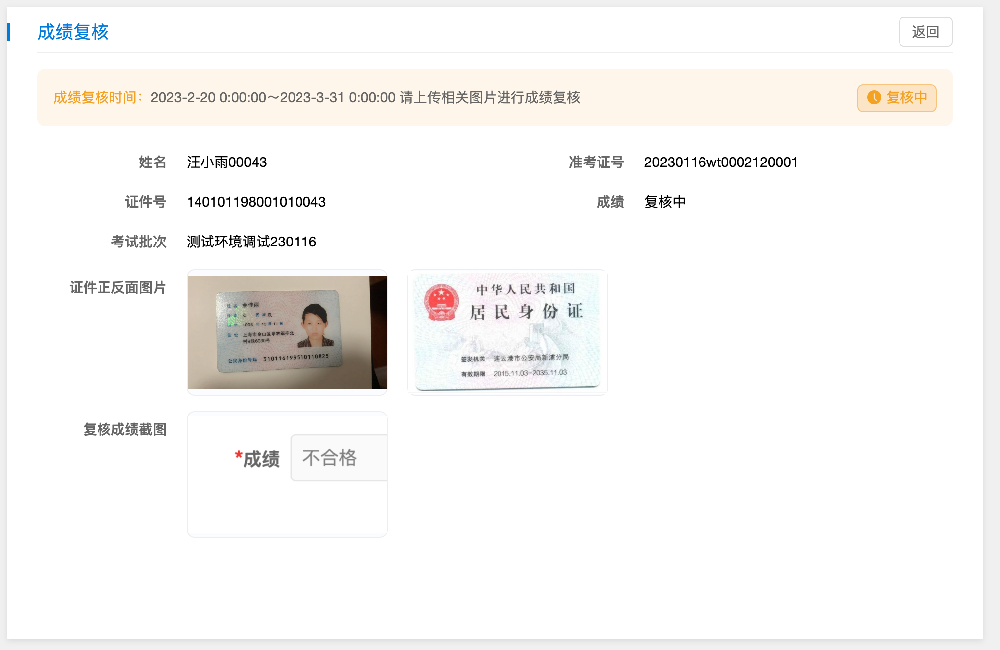 成绩复核
返回
成绩复核时间： 2023-2-20 0:00:00～2023-3-31 0:00:00 请上传相关图片进行成绩复核
复核中
姓名 汪小雨00043
准考证号 20230116wt0002120001
证件号 140101198001010043
成绩 复核中
考试批次 测试环境调试230116
证件正反面图片
姓名 金佳丽
性别 女 民族 汉
出生 1995 年 10 月 11 日
住址 上海市金山区亭林镇亭北
村9组6030号
公民身份号码 310116199510110825
中华人民共和国
居民身份证
签发机关 连云港市公安局新浦分局
有效期限 2015.11.03-2035.11.03
复核成绩截图
*成绩 不合格